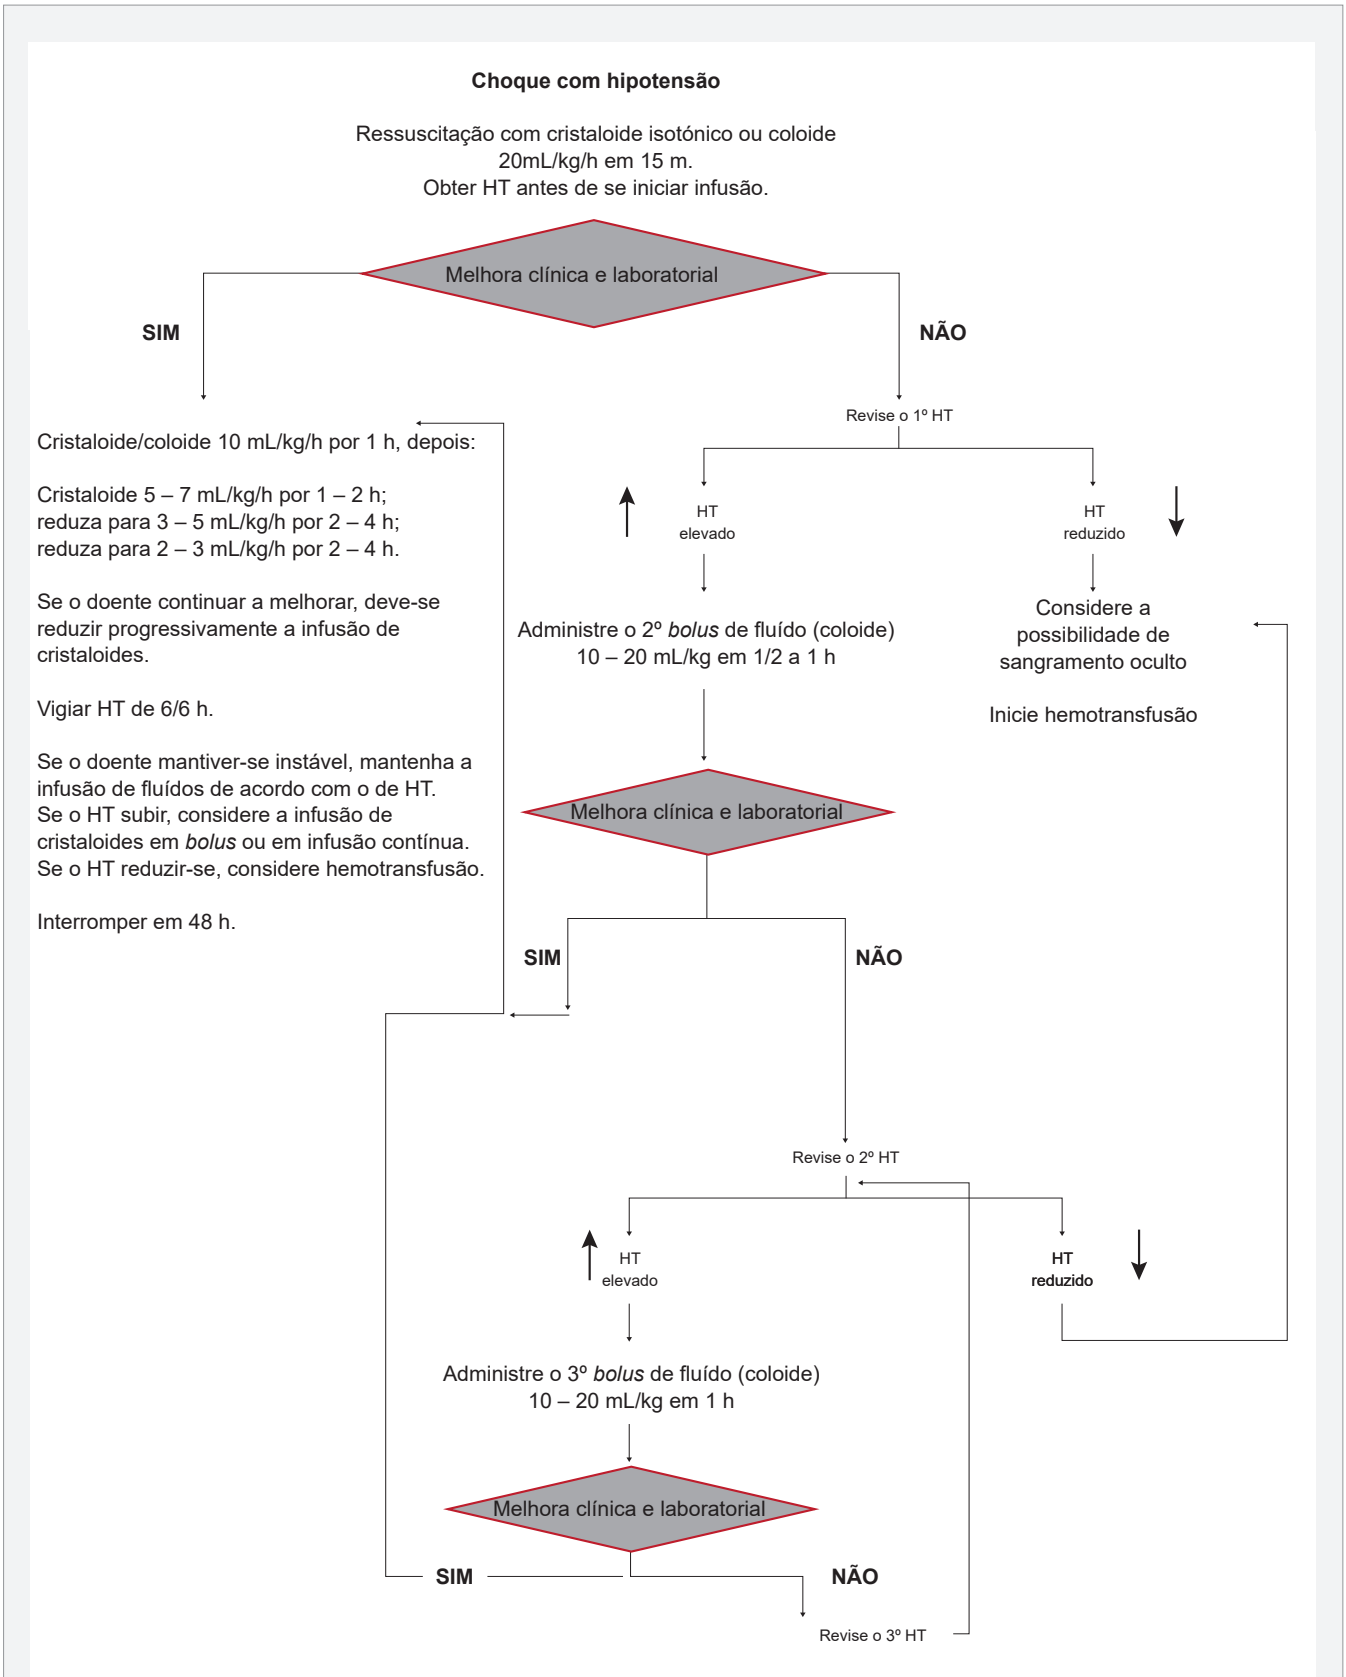 Choque com hipotensão
Ressuscitação com cristaloide isotónico ou coloide
20mL/kg/h em 15 m.
Obter HT antes de se iniciar infusão.
Melhora clínica e laboratorial
SIM
NÃO
Cristaloide/coloide 10 mL/kg/h por 1 h, depois:
Cristaloide 5 – 7 mL/kg/h por 1 – 2 h;
reduza para 3 – 5 mL/kg/h por 2 – 4 h;
reduza para 2 – 3 mL/kg/h por 2 – 4 h.
Se o doente continuar a melhorar, deve-se
reduzir progressivamente a infusão de
cristaloides.
Vigiar HT de 6/6 h.
Se o doente mantiver-se instável, mantenha a
infusão de fluídos de acordo com o de HT.
Se o HT subir, considere a infusão de
cristaloides em bolus ou em infusão contínua.
Se o HT reduzir-se, considere hemotransfusão.
Interromper em 48 h.
Revise o 1º HT
HT
elevado
HT
reduzido
Administre o 2º bolus de fluído (coloide)
10 – 20 mL/kg em 1/2 a 1 h
Considere a
possibilidade de
sangramento oculto
Inicie hemotransfusão
Melhora clínica e laboratorial
SIM
NÃO
Revise o 2º HT
HT
elevado
HT
reduzido
Administre o 3º bolus de fluído (coloide)
10 – 20 mL/kg em 1 h
Melhora clínica e laboratorial
SIM
NÃO
Revise o 3º HT